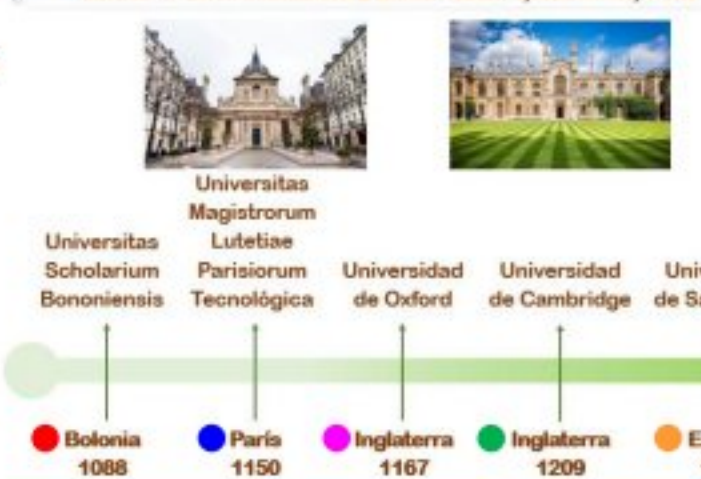 Universitas
Scholarium
Bononiensis
Universitas
Magistrorum
Lutetiae
Parisiorum
Tecnológica
Universidad
de Oxford
Universidad
de Cambridge
Bolonia
1088
París
1150
Inglaterra
1167
Inglaterra
1209